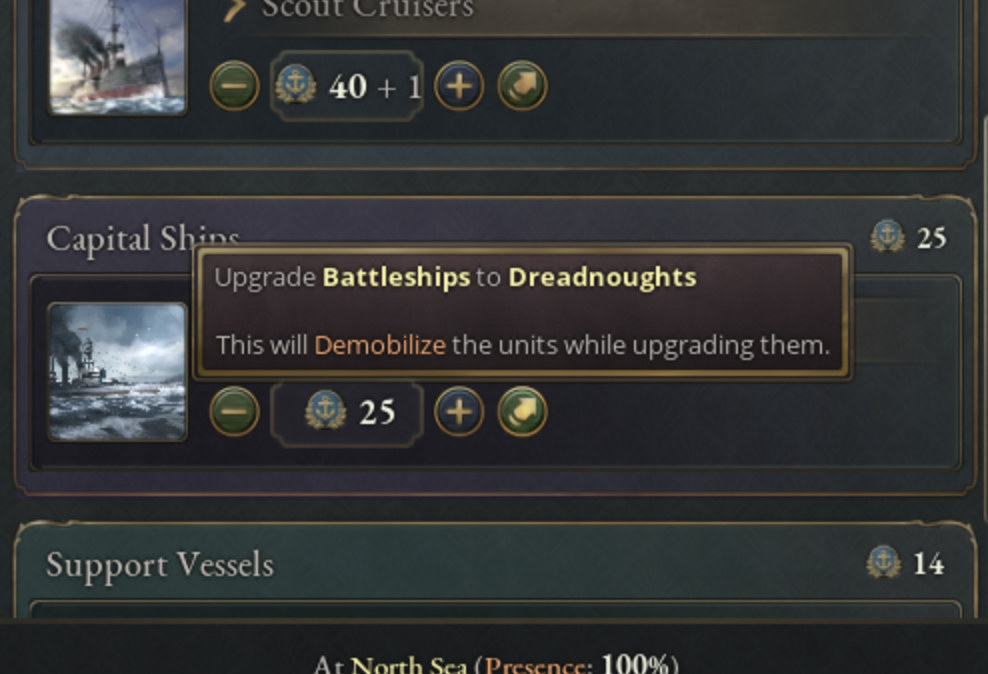 Scout Cruisers
40 + 1
Capital Ships
25
Upgrade Battleships to Dreadnoughts
This will Demobilize the units while upgrading them.
25
Support Vessels
14
At North Sea (Presence: 100%)